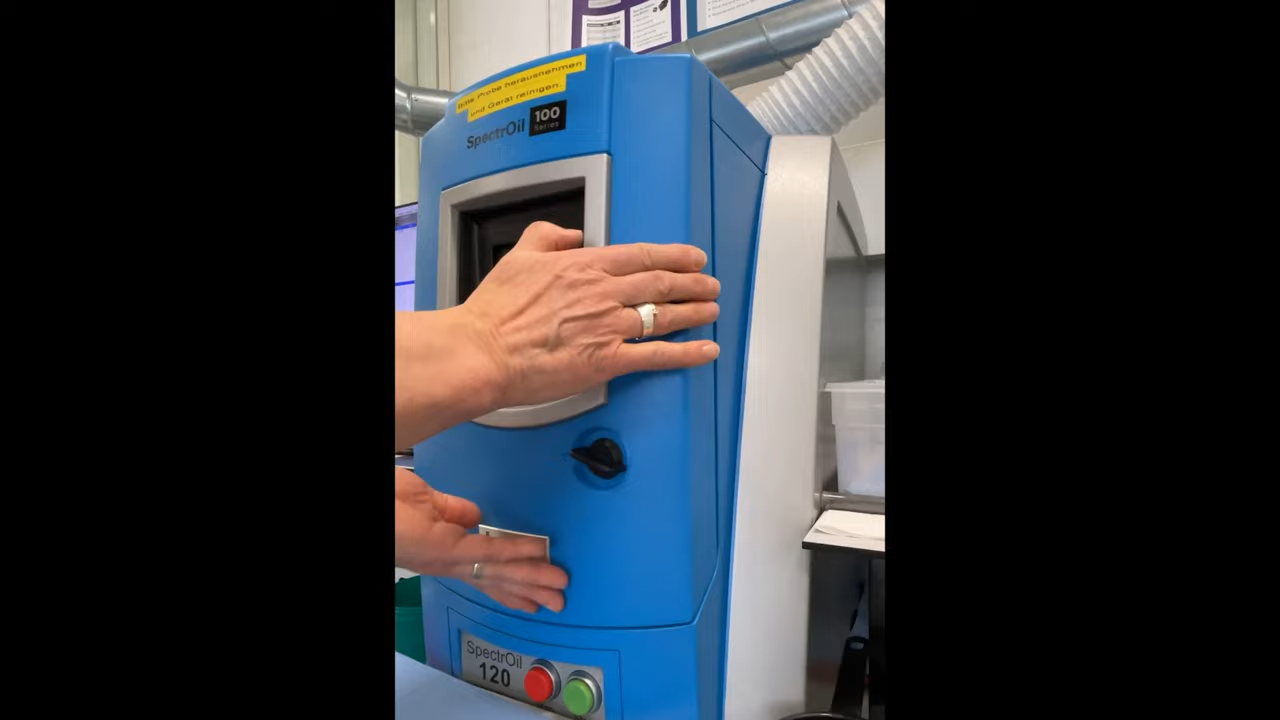 Bitte Probe herausnehmen
und Gerät reinigen.
SpectrOil 100
Series
SpectrOil
120